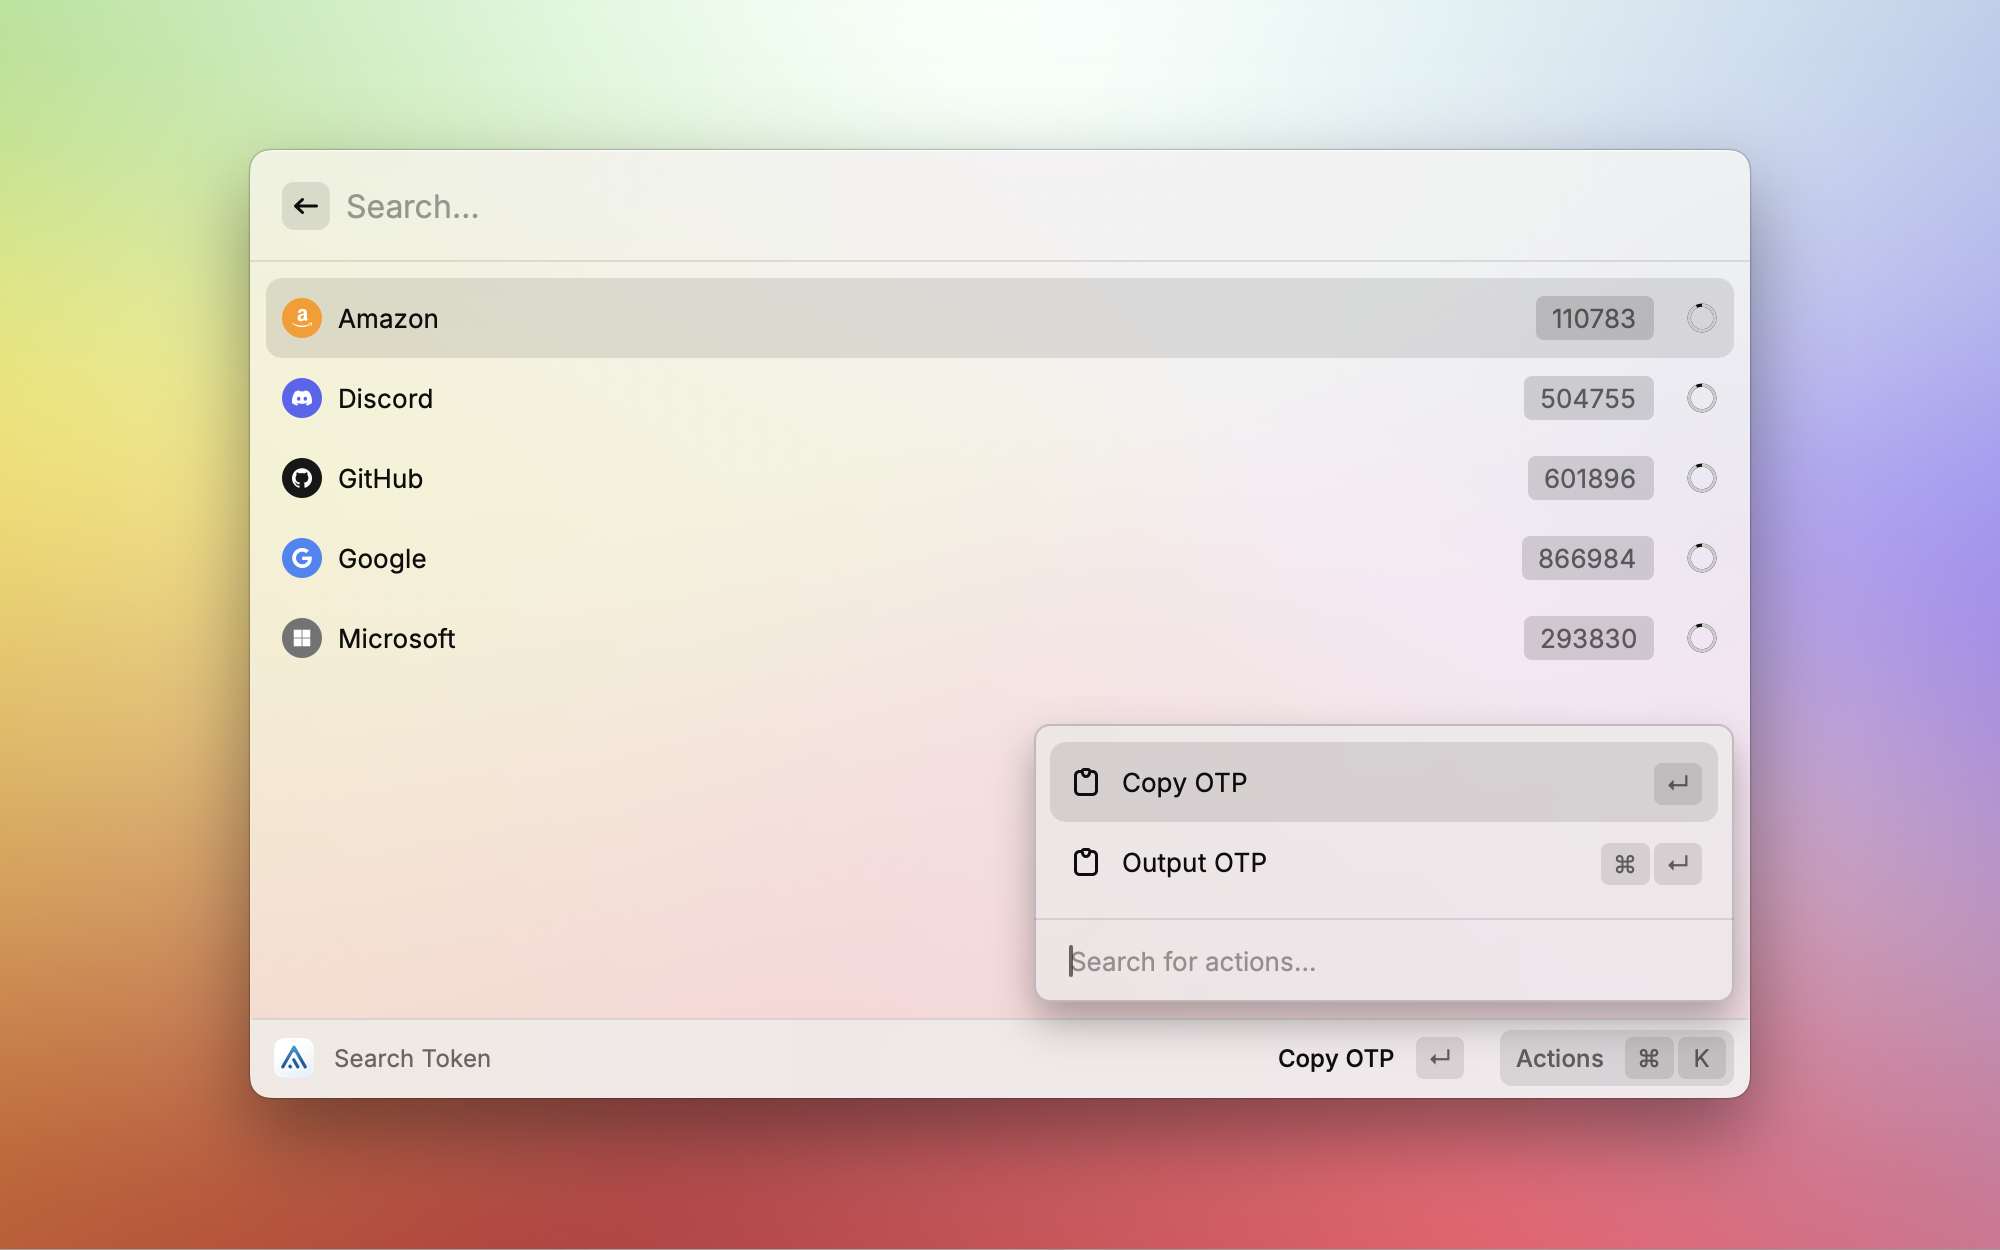 Search...
Amazon 110783
Discord 504755
GitHub 601896
Google 866984
Microsoft 293830
Copy OTP ↵
Output OTP ⌘ ↵
Search for actions...
Search Token Copy OTP ↵ Actions ⌘ K